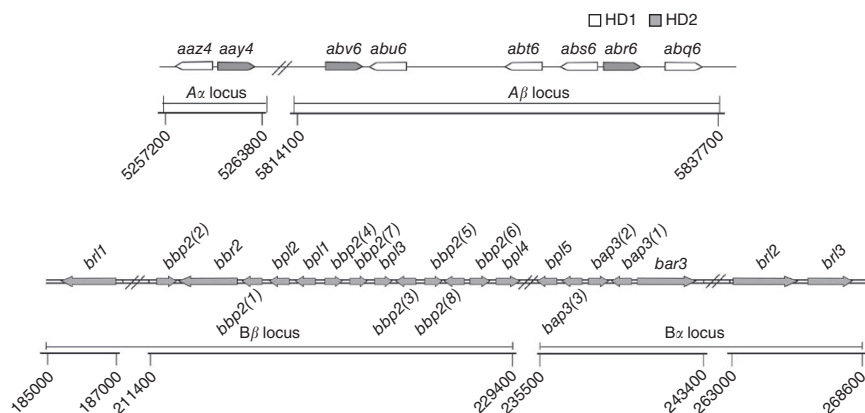 HD1 HD2
aaz4 aay4 abv6 abu6 abt6 abs6 abr6 abq6
Aα locus Aβ locus
5257200 5263800 5814100 5837700
brl1 bbp2(2) bbr2 bpl2 bpl1 bbp2(4) bbp2(7) bpl3 bbp2(5) bbp2(6) bpl4 bpl5 bap3(2) bap3(1) bar3 brl2 brl3
bbp2(1) bbp2(3) bbp2(8) bap3(3)
Bβ locus Bα locus
185000 187000 211400 229400 235500 243400 263000 268600